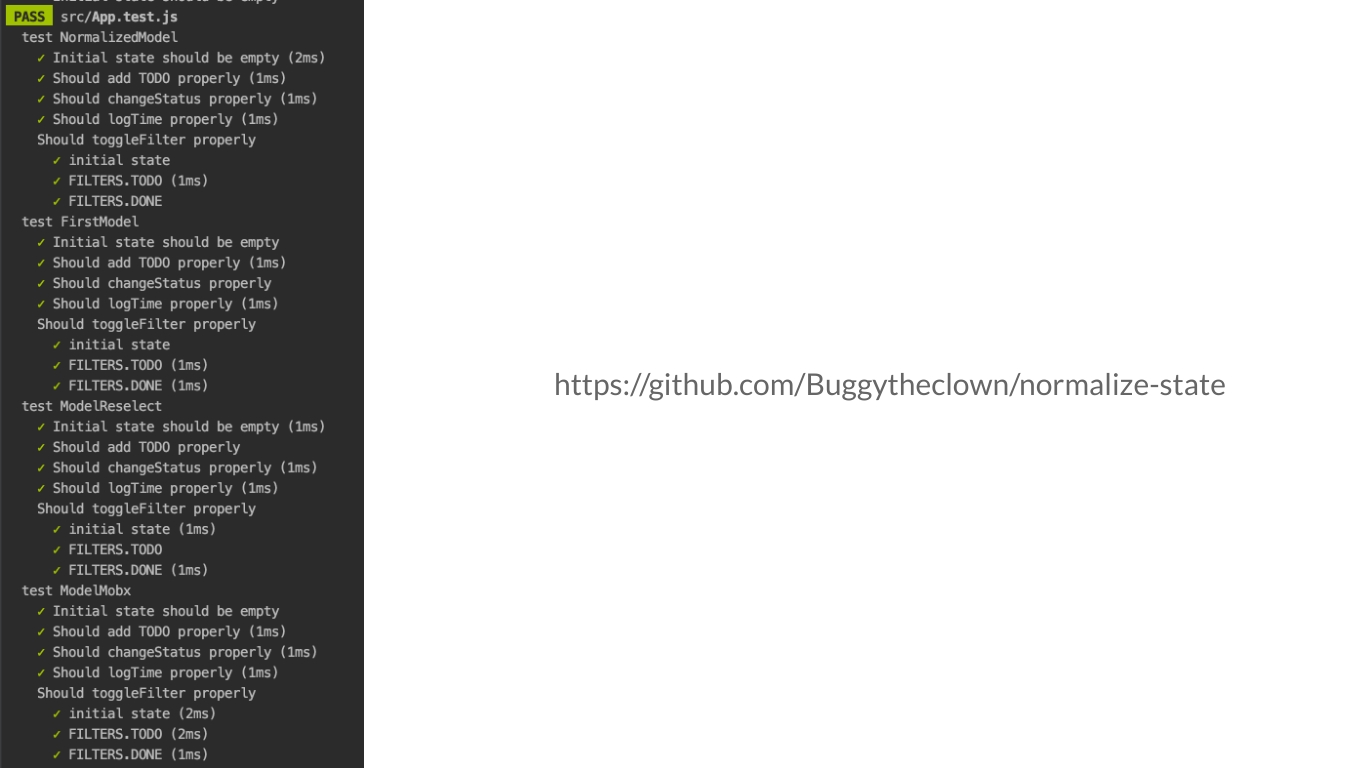 Initial state should be empty
PASS src/App.test.js
test NormalizedModel
✓ Initial state should be empty (2ms)
✓ Should add TODO properly (1ms)
✓ Should changeStatus properly (1ms)
✓ Should logTime properly (1ms)
Should toggleFilter properly
✓ initial state
✓ FILTERS.TODO (1ms)
✓ FILTERS.DONE
test FirstModel
✓ Initial state should be empty
✓ Should add TODO properly (1ms)
✓ Should changeStatus properly
✓ Should logTime properly (1ms)
Should toggleFilter properly
✓ initial state
✓ FILTERS.TODO (1ms)
✓ FILTERS.DONE (1ms)
test ModelReselect
✓ Initial state should be empty (1ms)
✓ Should add TODO properly
✓ Should changeStatus properly (1ms)
✓ Should logTime properly (1ms)
Should toggleFilter properly
✓ initial state (1ms)
✓ FILTERS.TODO
✓ FILTERS.DONE (1ms)
test ModelMobx
✓ Initial state should be empty
✓ Should add TODO properly (1ms)
✓ Should changeStatus properly (1ms)
✓ Should logTime properly (1ms)
Should toggleFilter properly
✓ initial state (2ms)
✓ FILTERS.TODO (2ms)
✓ FILTERS.DONE (1ms)
https://github.com/Buggytheclown/normalize-state